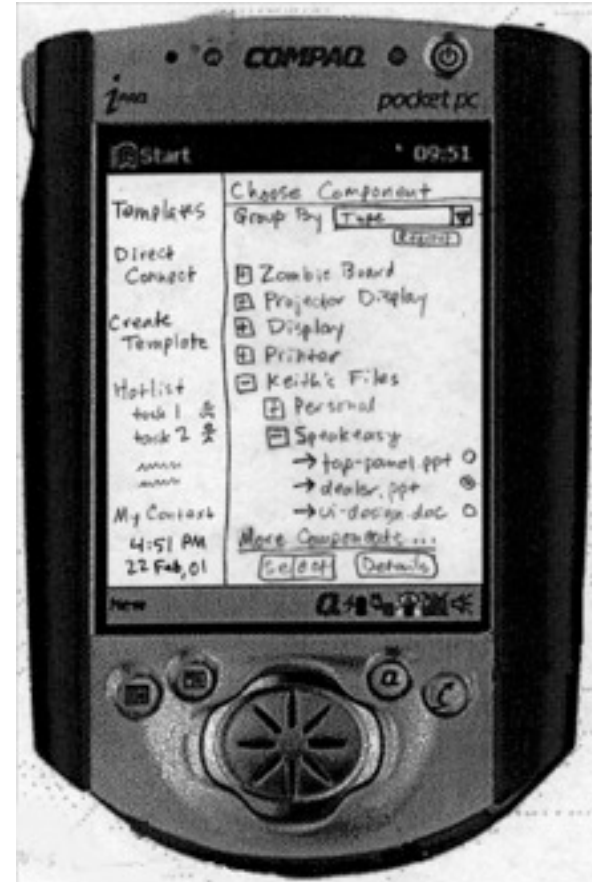 COMPAQ
iPAQ
pocket pc
Start 09:51
Templates
Direct
Connect
Create
Template
Hotlist
task 1
task 2
My Context
4:51 PM
22 Feb, 01
Choose Component
Group By Type
Regroup
+ Zombie Board
+ Projector Display
+ Display
+ Printer
- Keith's Files
+ Personal
- Speakeasy
→ top-panel.ppt
→ dealer.ppt
→ ui-design.doc
More Components ...
Select Details
New